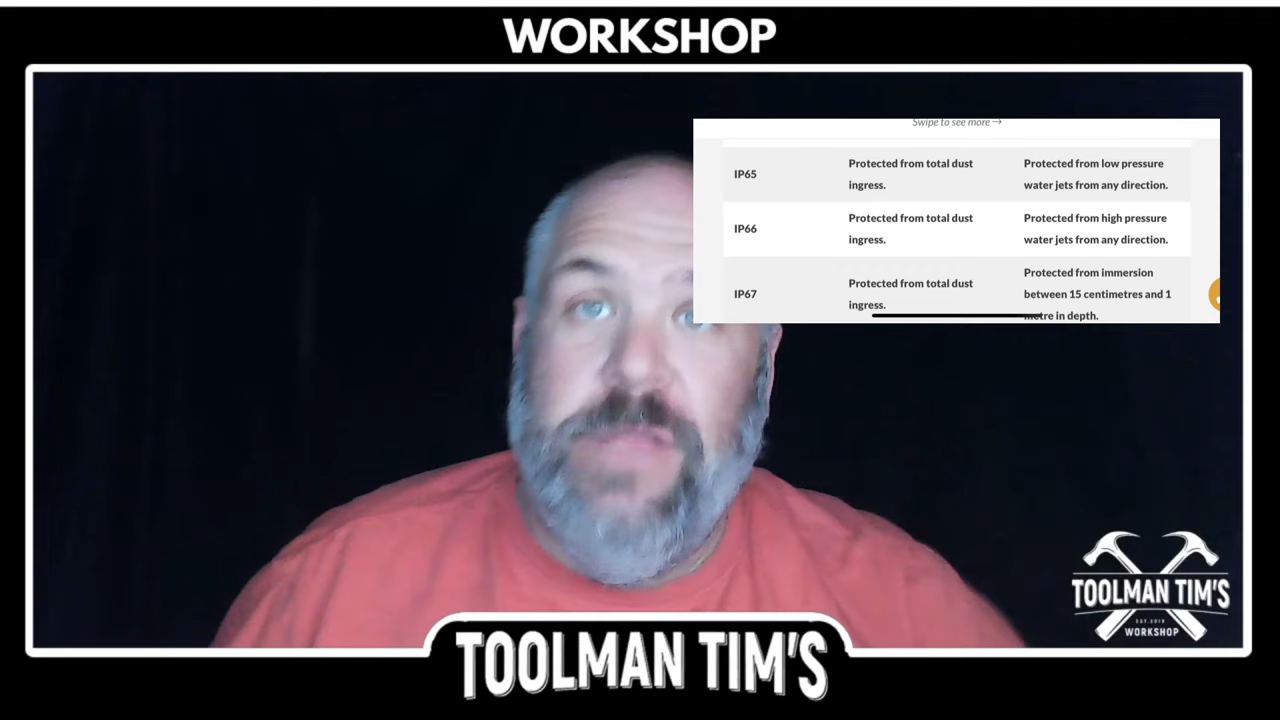 WORKSHOP
Swipe to see more →
IP65
Protected from total dust
ingress.
Protected from low pressure
water jets from any direction.
IP66
Protected from total dust
ingress.
Protected from high pressure
water jets from any direction.
IP67
Protected from total dust
ingress.
Protected from immersion
between 15 centimetres and 1
metre in depth.
TOOLMAN TIM'S
EST.2019
WORKSHOP
TOOLMAN TIM'S